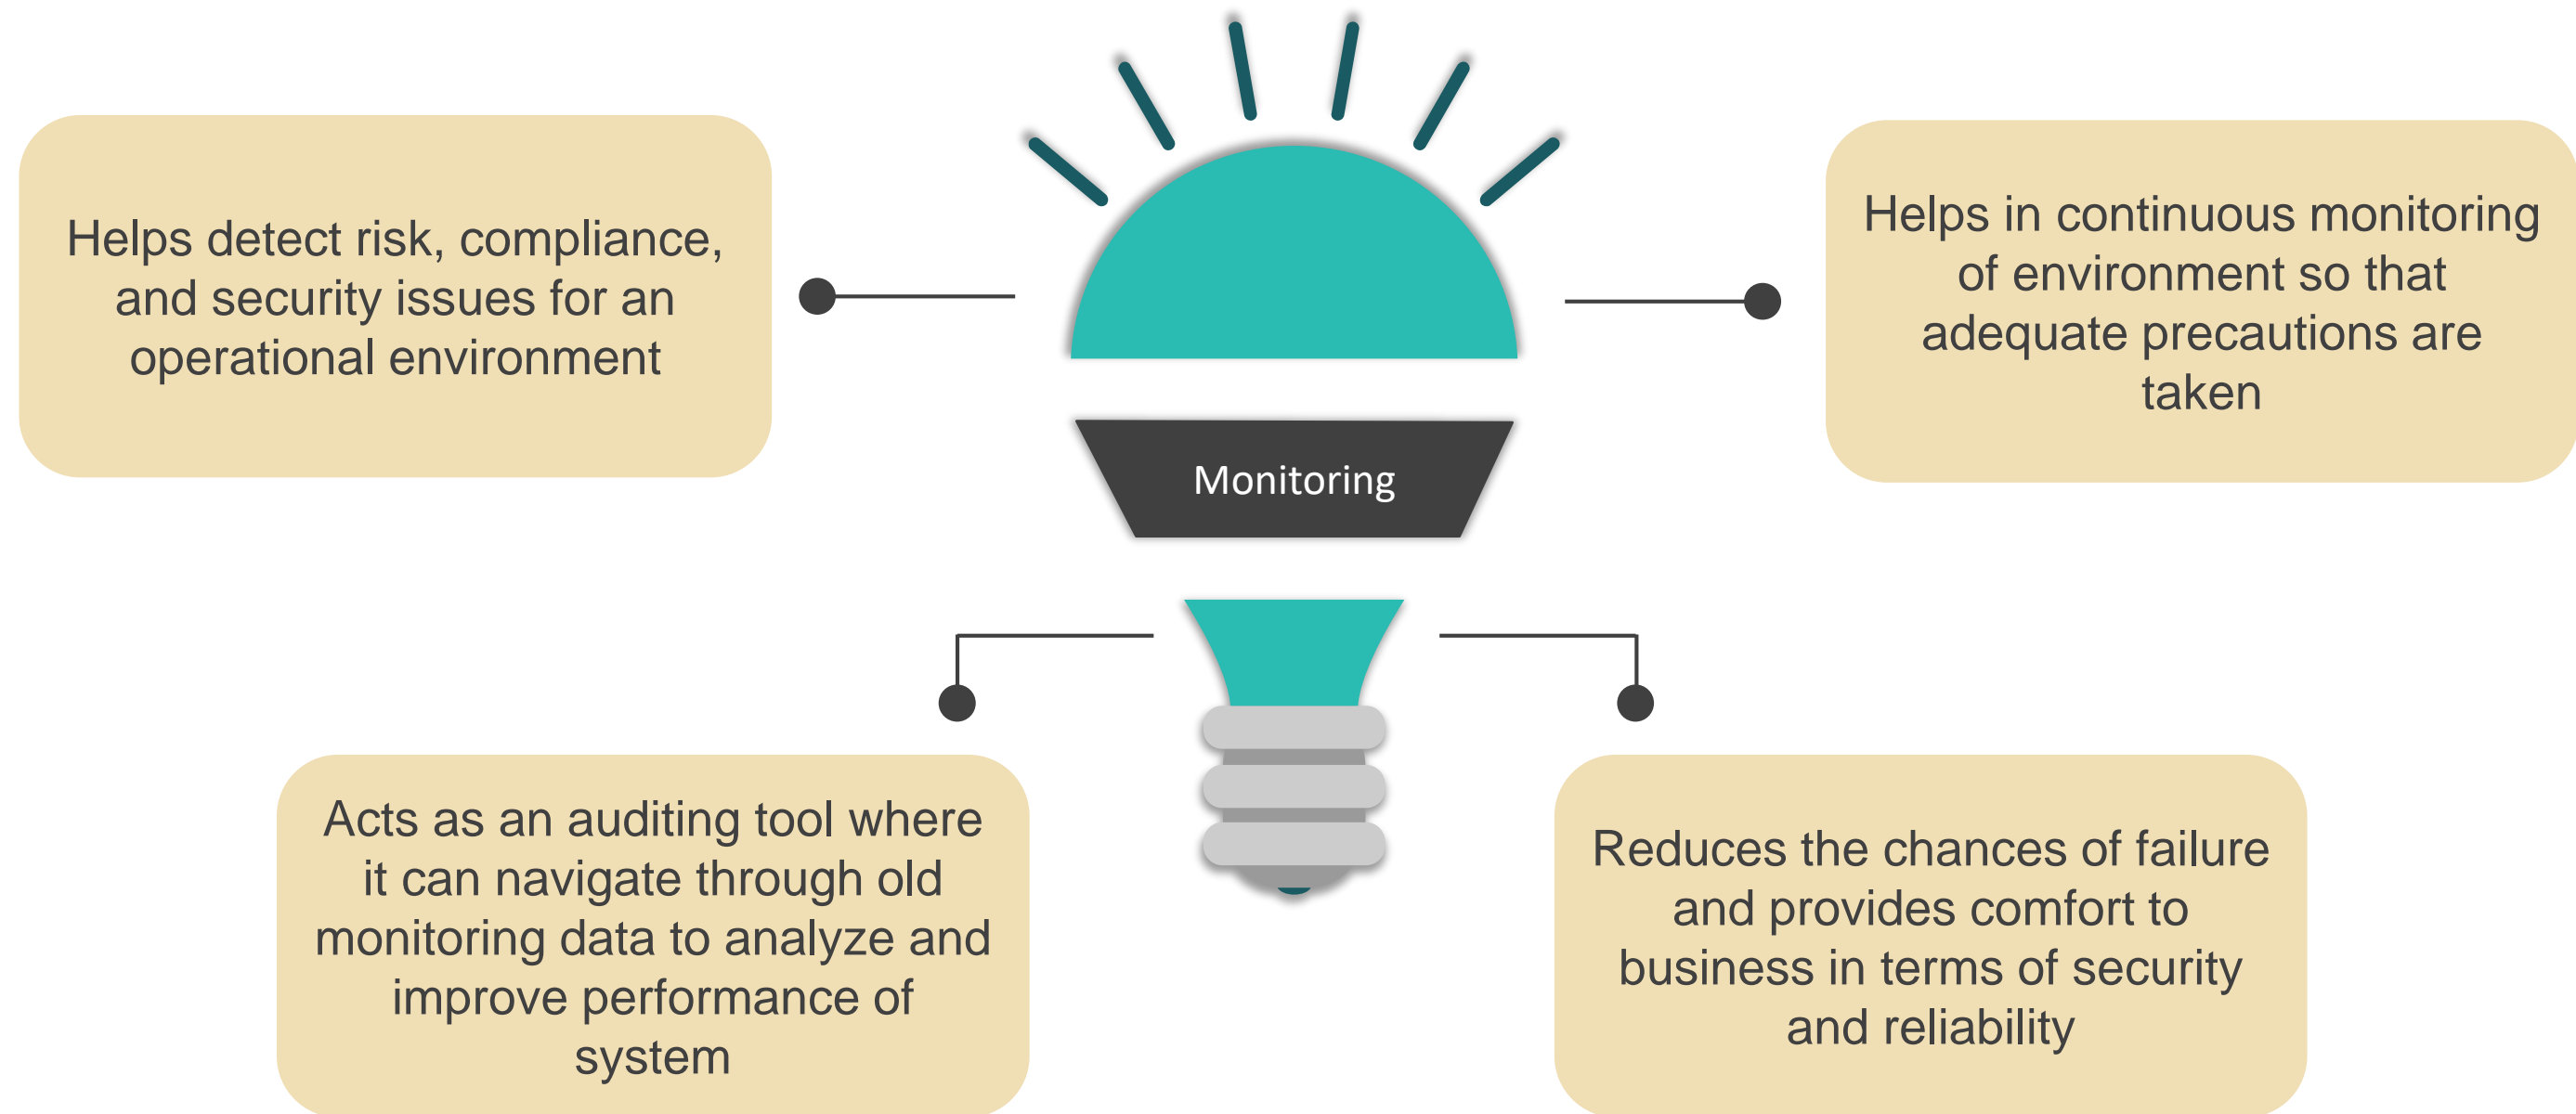 Helps detect risk, compliance,
and security issues for an
operational environment
Helps in continuous monitoring
of environment so that
adequate precautions are
taken
Monitoring
Acts as an auditing tool where
it can navigate through old
monitoring data to analyze and
improve performance of
system
Reduces the chances of failure
and provides comfort to
business in terms of security
and reliability